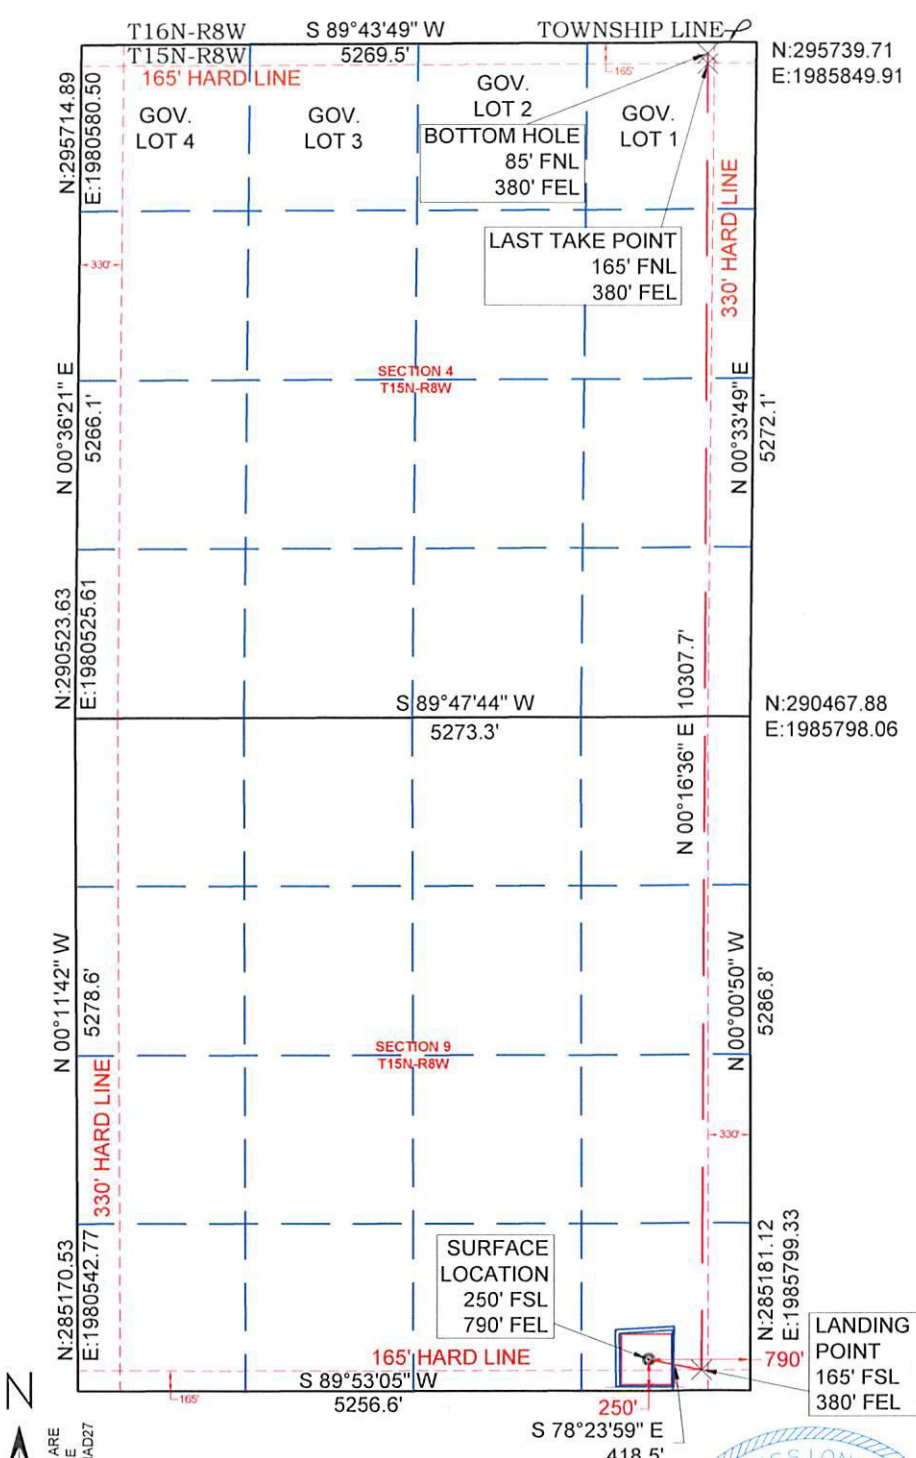 T16N-R8W
S 89°43'49" W
TOWNSHIP LINE
T15N-R8W
5269.5'
165' HARD LINE
165'
N:295739.71
E:1985849.91
N:295714.89
E:1980580.50
GOV.
LOT 4
GOV.
LOT 3
GOV.
LOT 2
GOV.
LOT 1
BOTTOM HOLE
85' FNL
380' FEL
LAST TAKE POINT
165' FNL
380' FEL
330' HARD LINE
330'
SECTION 4
T15N-R8W
N 00°36'21" E
5266.1'
N 00°33'49" E
5272.1'
N:290523.63
E:1980525.61
S 89°47'44" W
5273.3'
N 00°16'36" E 10307.7'
N:290467.88
E:1985798.06
N 00°11'42" W
5278.6'
N 00°00'50" W
5286.8'
SECTION 9
T15N-R8W
330' HARD LINE
330'
N:285170.53
E:1980542.77
N:285181.12
E:1985799.33
SURFACE
LOCATION
250' FSL
790' FEL
LANDING
POINT
165' FSL
380' FEL
790'
165' HARD LINE
S 89°53'05" W
165'
5256.6'
250'
S 78°23'59" E
418.5'
N
ARE
E